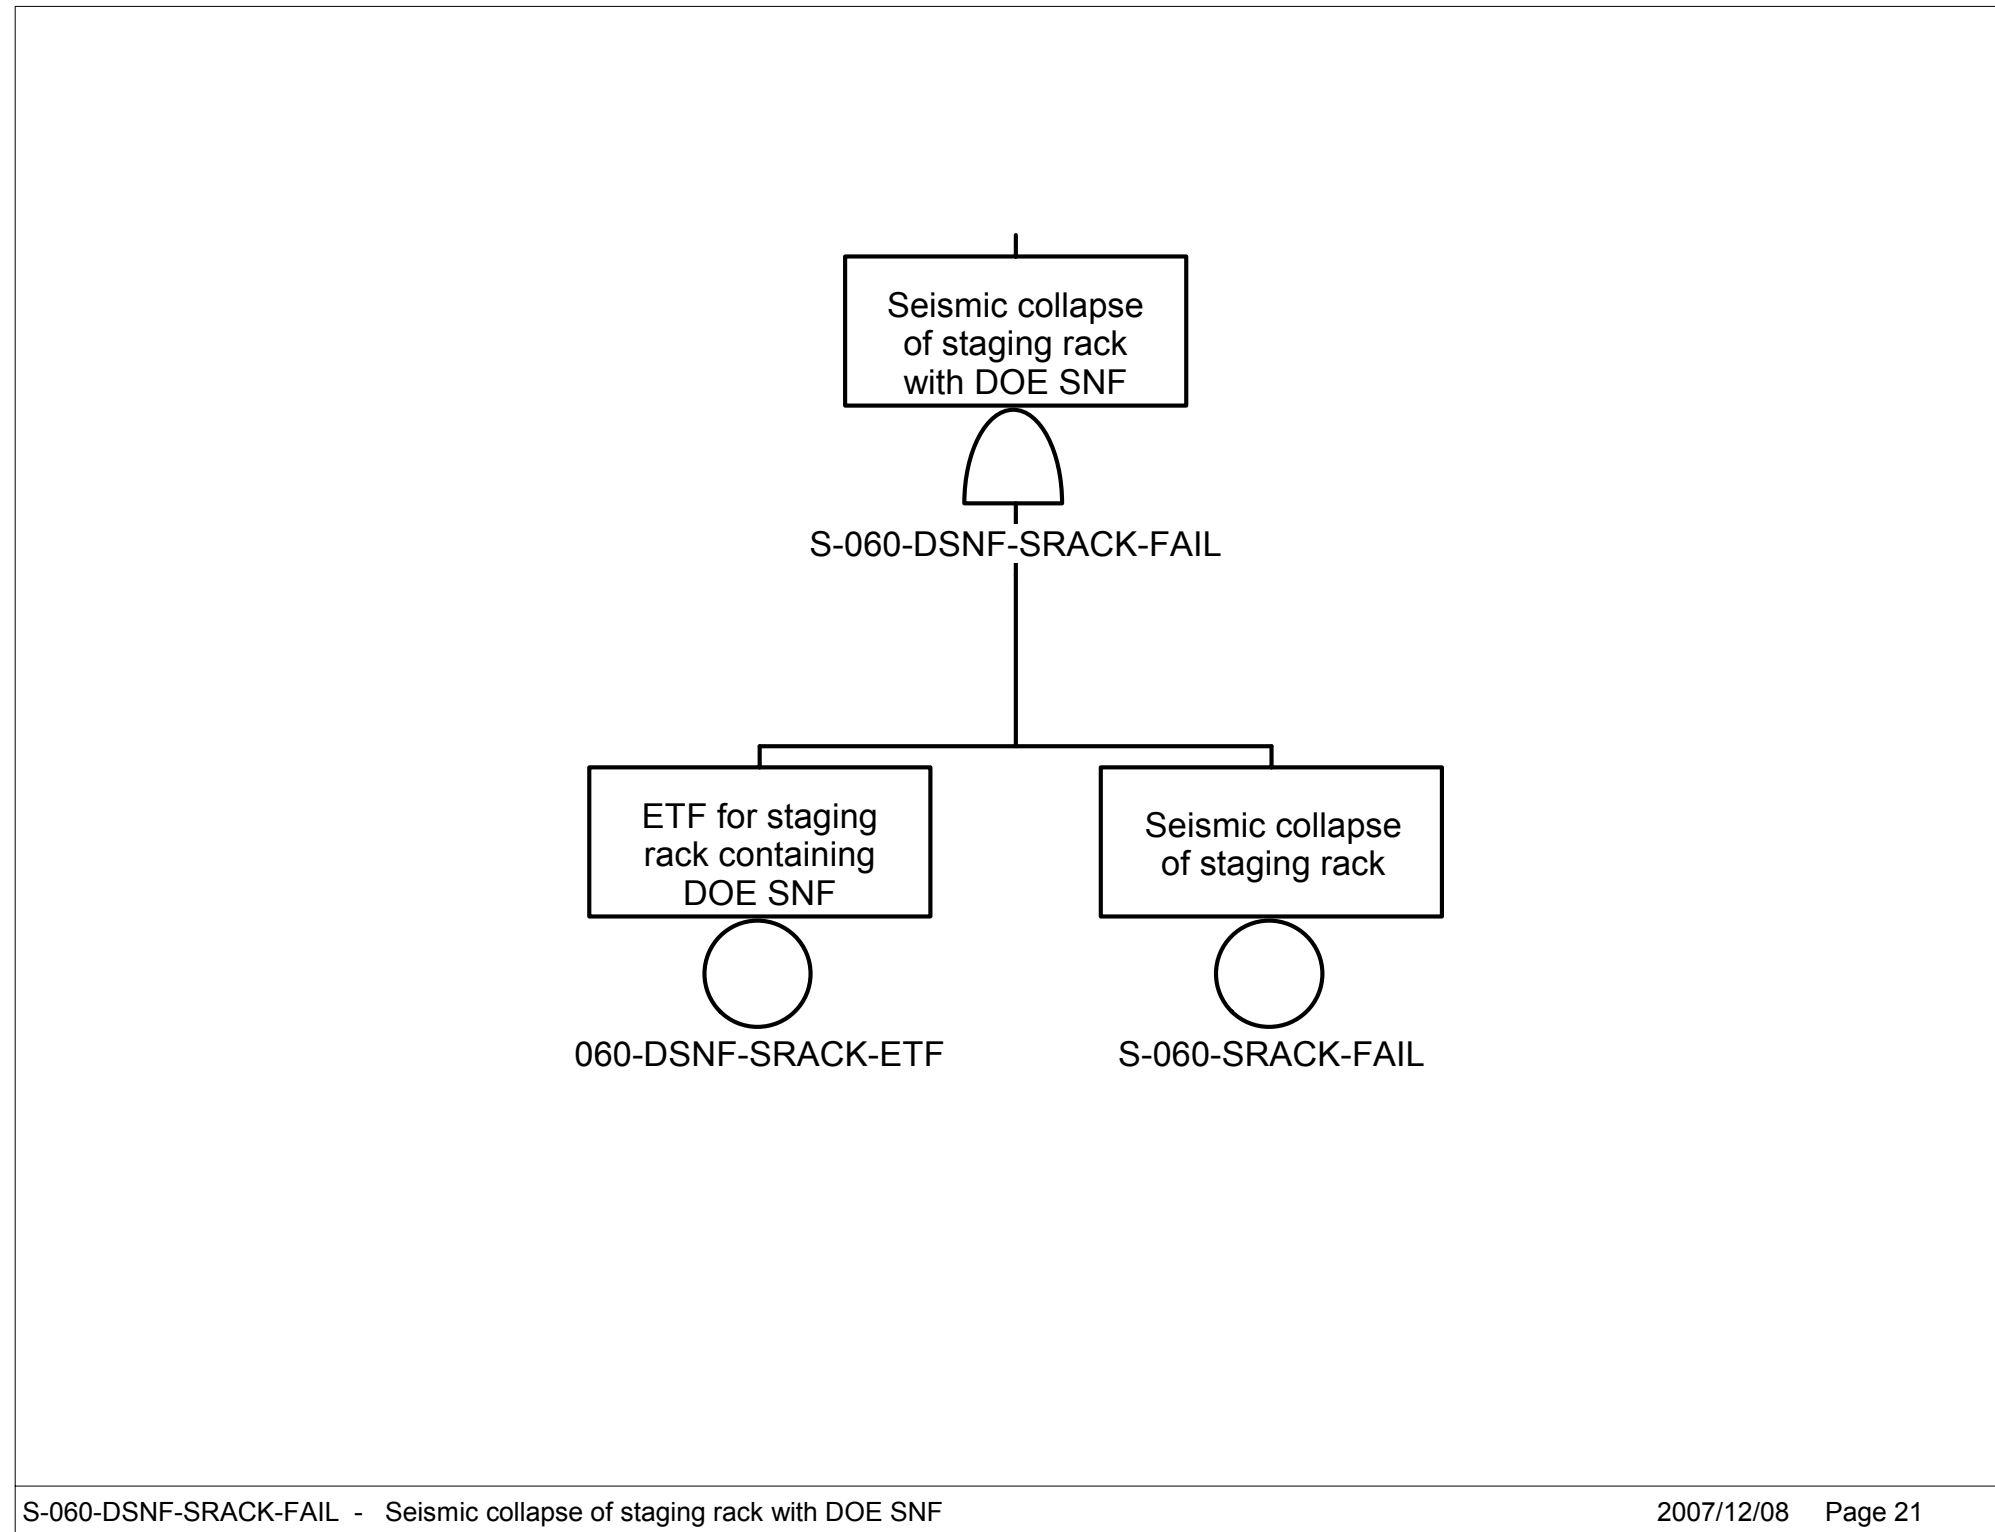 Seismic collapse
of staging rack
with DOE SNF
S-060-DSNF-SRACK-FAIL
ETF for staging
rack containing
DOE SNF
060-DSNF-SRACK-ETF
Seismic collapse
of staging rack
S-060-SRACK-FAIL
S-060-DSNF-SRACK-FAIL - Seismic collapse of staging rack with DOE SNF
2007/12/08 Page 21